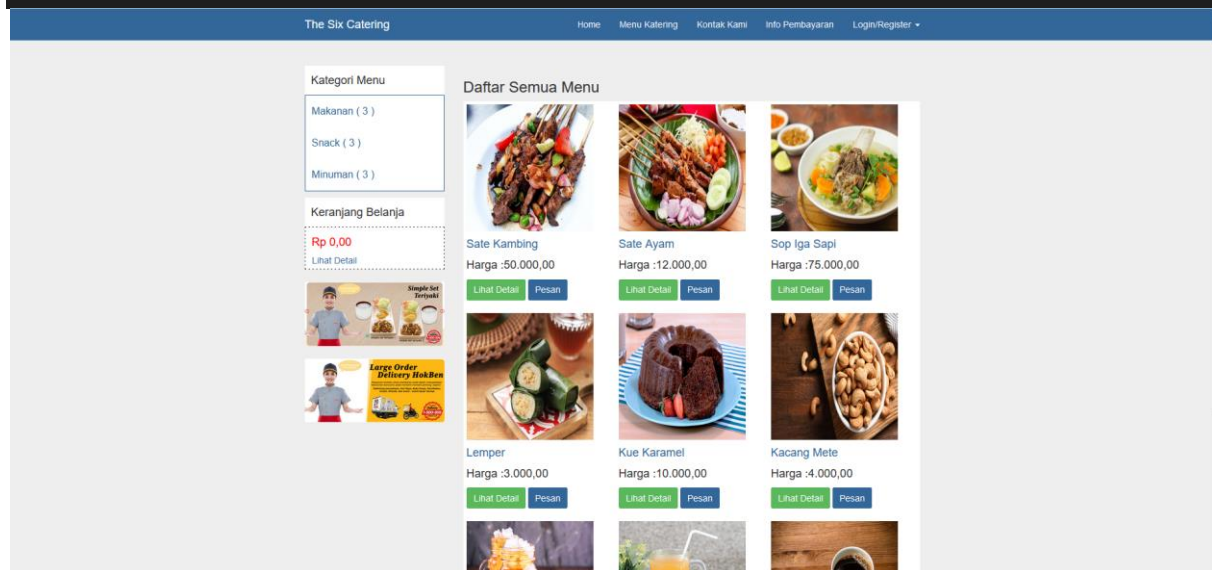 The Six Catering
Home Menu Katering Kontak Kami Info Pembayaran Login/Register
Kategori Menu
Makanan ( 3 )
Snack ( 3 )
Minuman ( 3 )
Keranjang Belanja
Rp 0,00
Lihat Detail
Simple Set
Teriyaki
Large Order
Delivery HokBen
Daftar Semua Menu
Sate Kambing
Harga :50.000,00
Lihat Detail Pesan
Sate Ayam
Harga :12.000,00
Lihat Detail Pesan
Sop Iga Sapi
Harga :75.000,00
Lihat Detail Pesan
Lemper
Harga :3.000,00
Lihat Detail Pesan
Kue Karamel
Harga :10.000,00
Lihat Detail Pesan
Kacang Mete
Harga :4.000,00
Lihat Detail Pesan